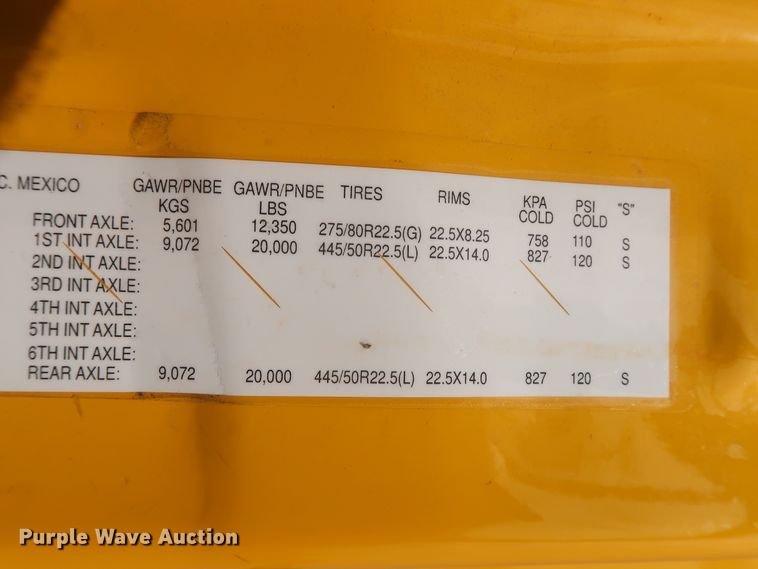 C. MEXICO GAWR/PNBE KGS GAWR/PNBE LBS TIRES RIMS KPA COLD PSI COLD "S"
FRONT AXLE: 5,601 12,350 275/80R22.5(G) 22.5X8.25 758 110 S
1ST INT AXLE: 9,072 20,000 445/50R22.5(L) 22.5X14.0 827 120 S
2ND INT AXLE:
3RD INT AXLE:
4TH INT AXLE:
5TH INT AXLE:
6TH INT AXLE:
REAR AXLE: 9,072 20,000 445/50R22.5(L) 22.5X14.0 827 120 S
Purple Wave Auction